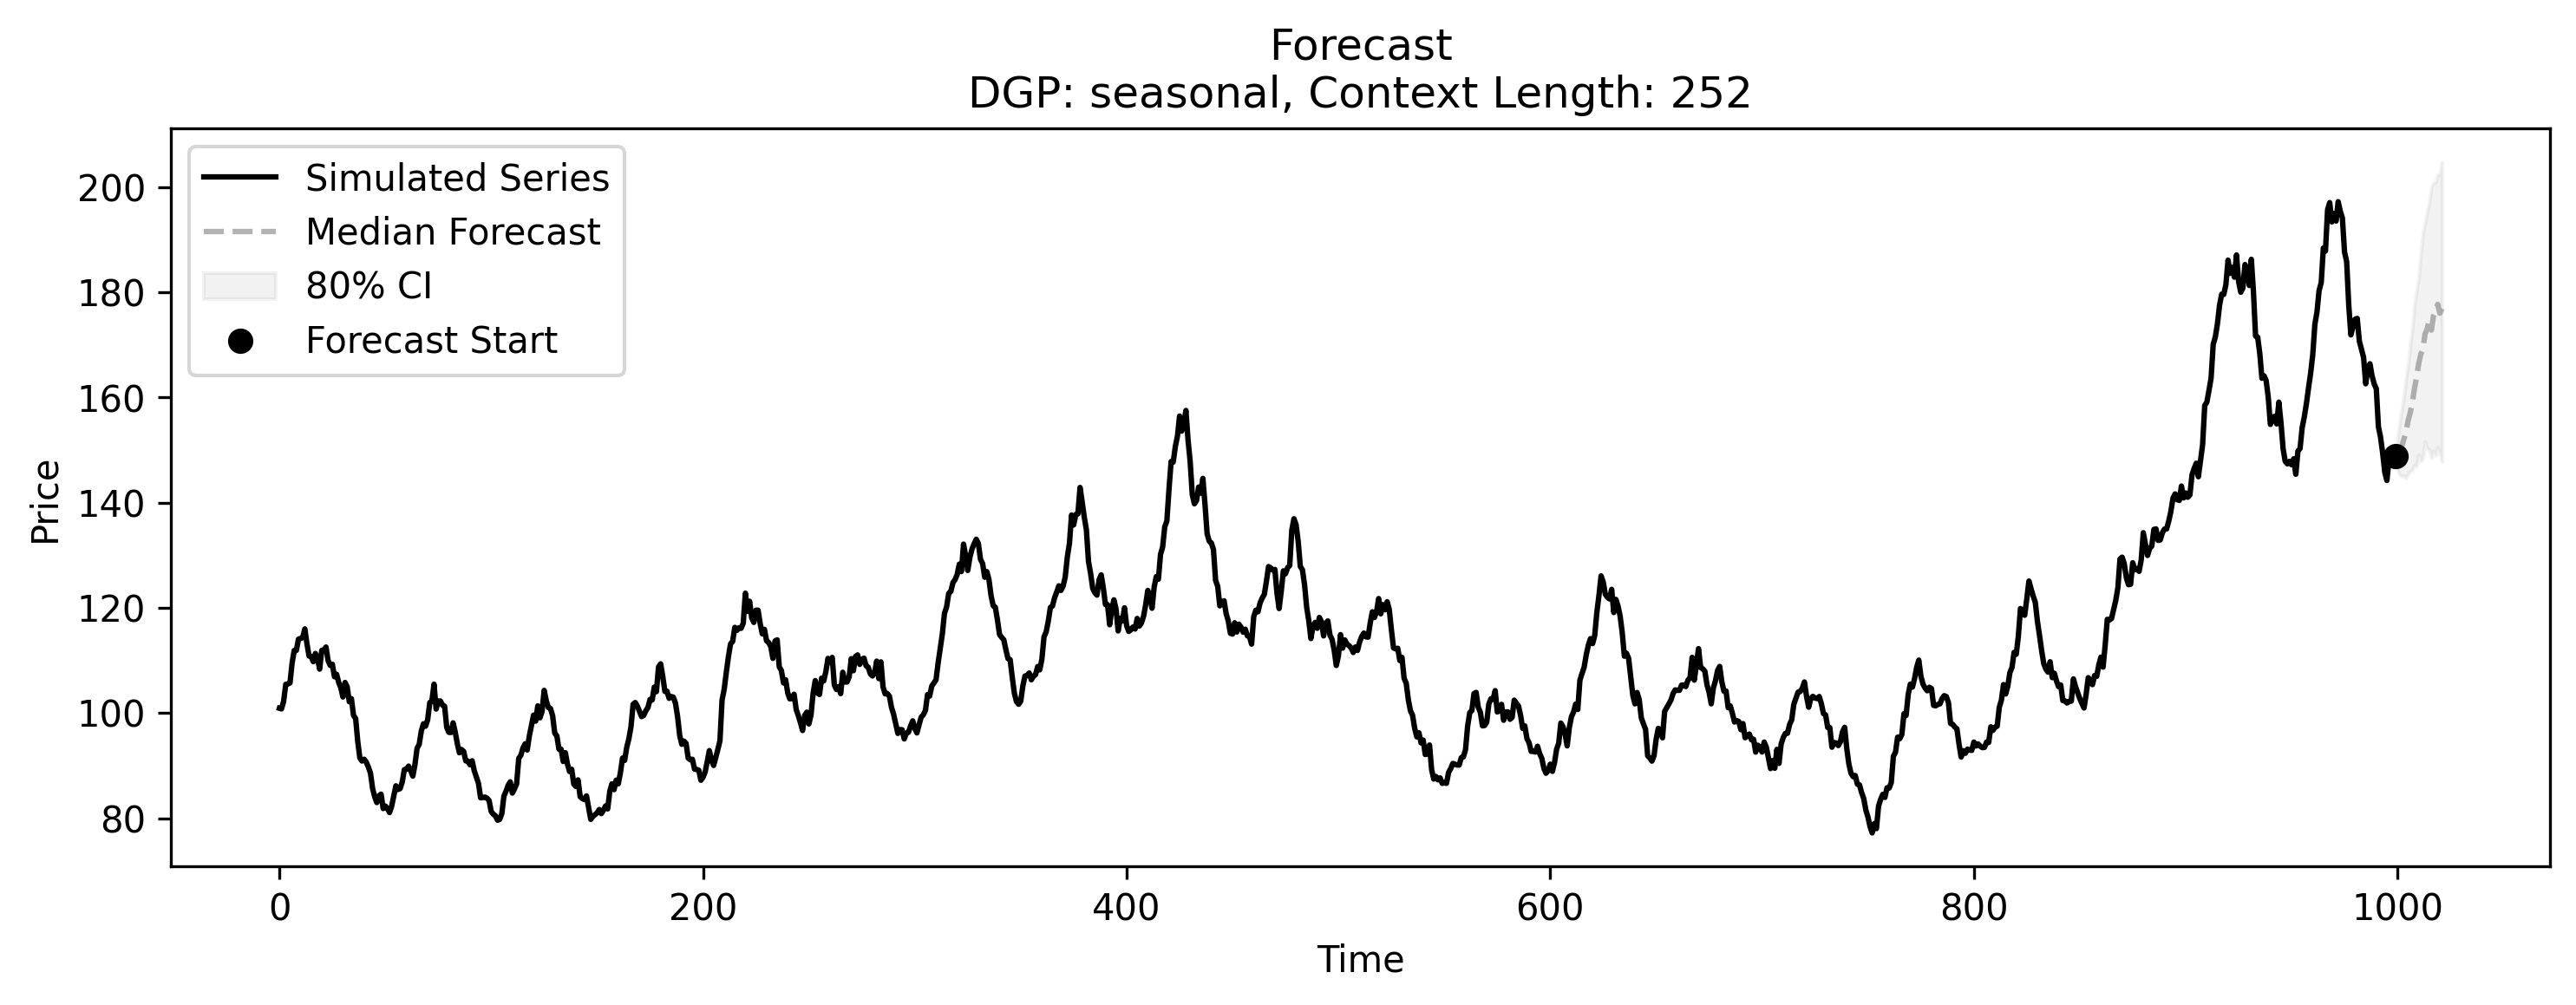 Forecast
DGP: seasonal, Context Length: 252
Simulated Series
Median Forecast
80% CI
Forecast Start
Price
200
180
160
140
120
100
80
0
200
400
600
800
1000
Time